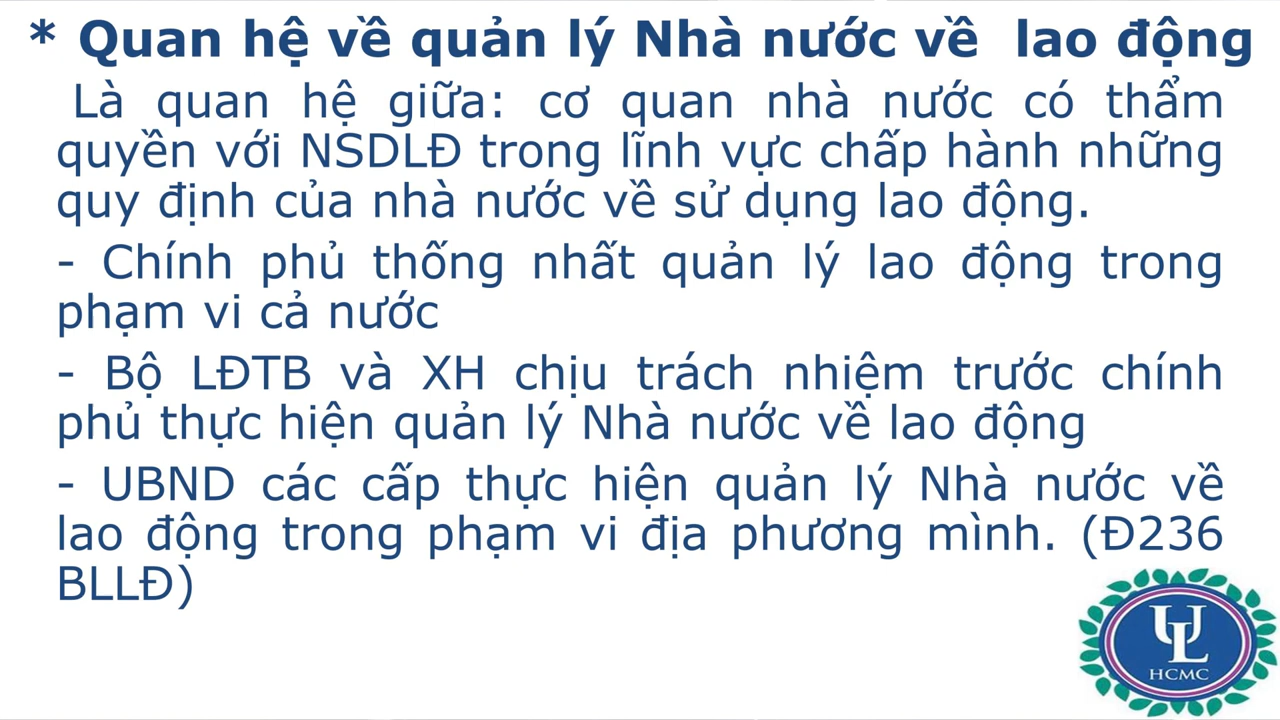 * Quan hệ về quản lý Nhà nước về lao động
Là quan hệ giữa: cơ quan nhà nước có thẩm
quyền với NSDLĐ trong lĩnh vực chấp hành những
quy định của nhà nước về sử dụng lao động.
- Chính phủ thống nhất quản lý lao động trong
phạm vi cả nước
- Bộ LĐTB và XH chịu trách nhiệm trước chính
phủ thực hiện quản lý Nhà nước về lao động
- UBND các cấp thực hiện quản lý Nhà nước về
lao động trong phạm vi địa phương mình. (Đ236
BLLĐ)
UL
HCMC